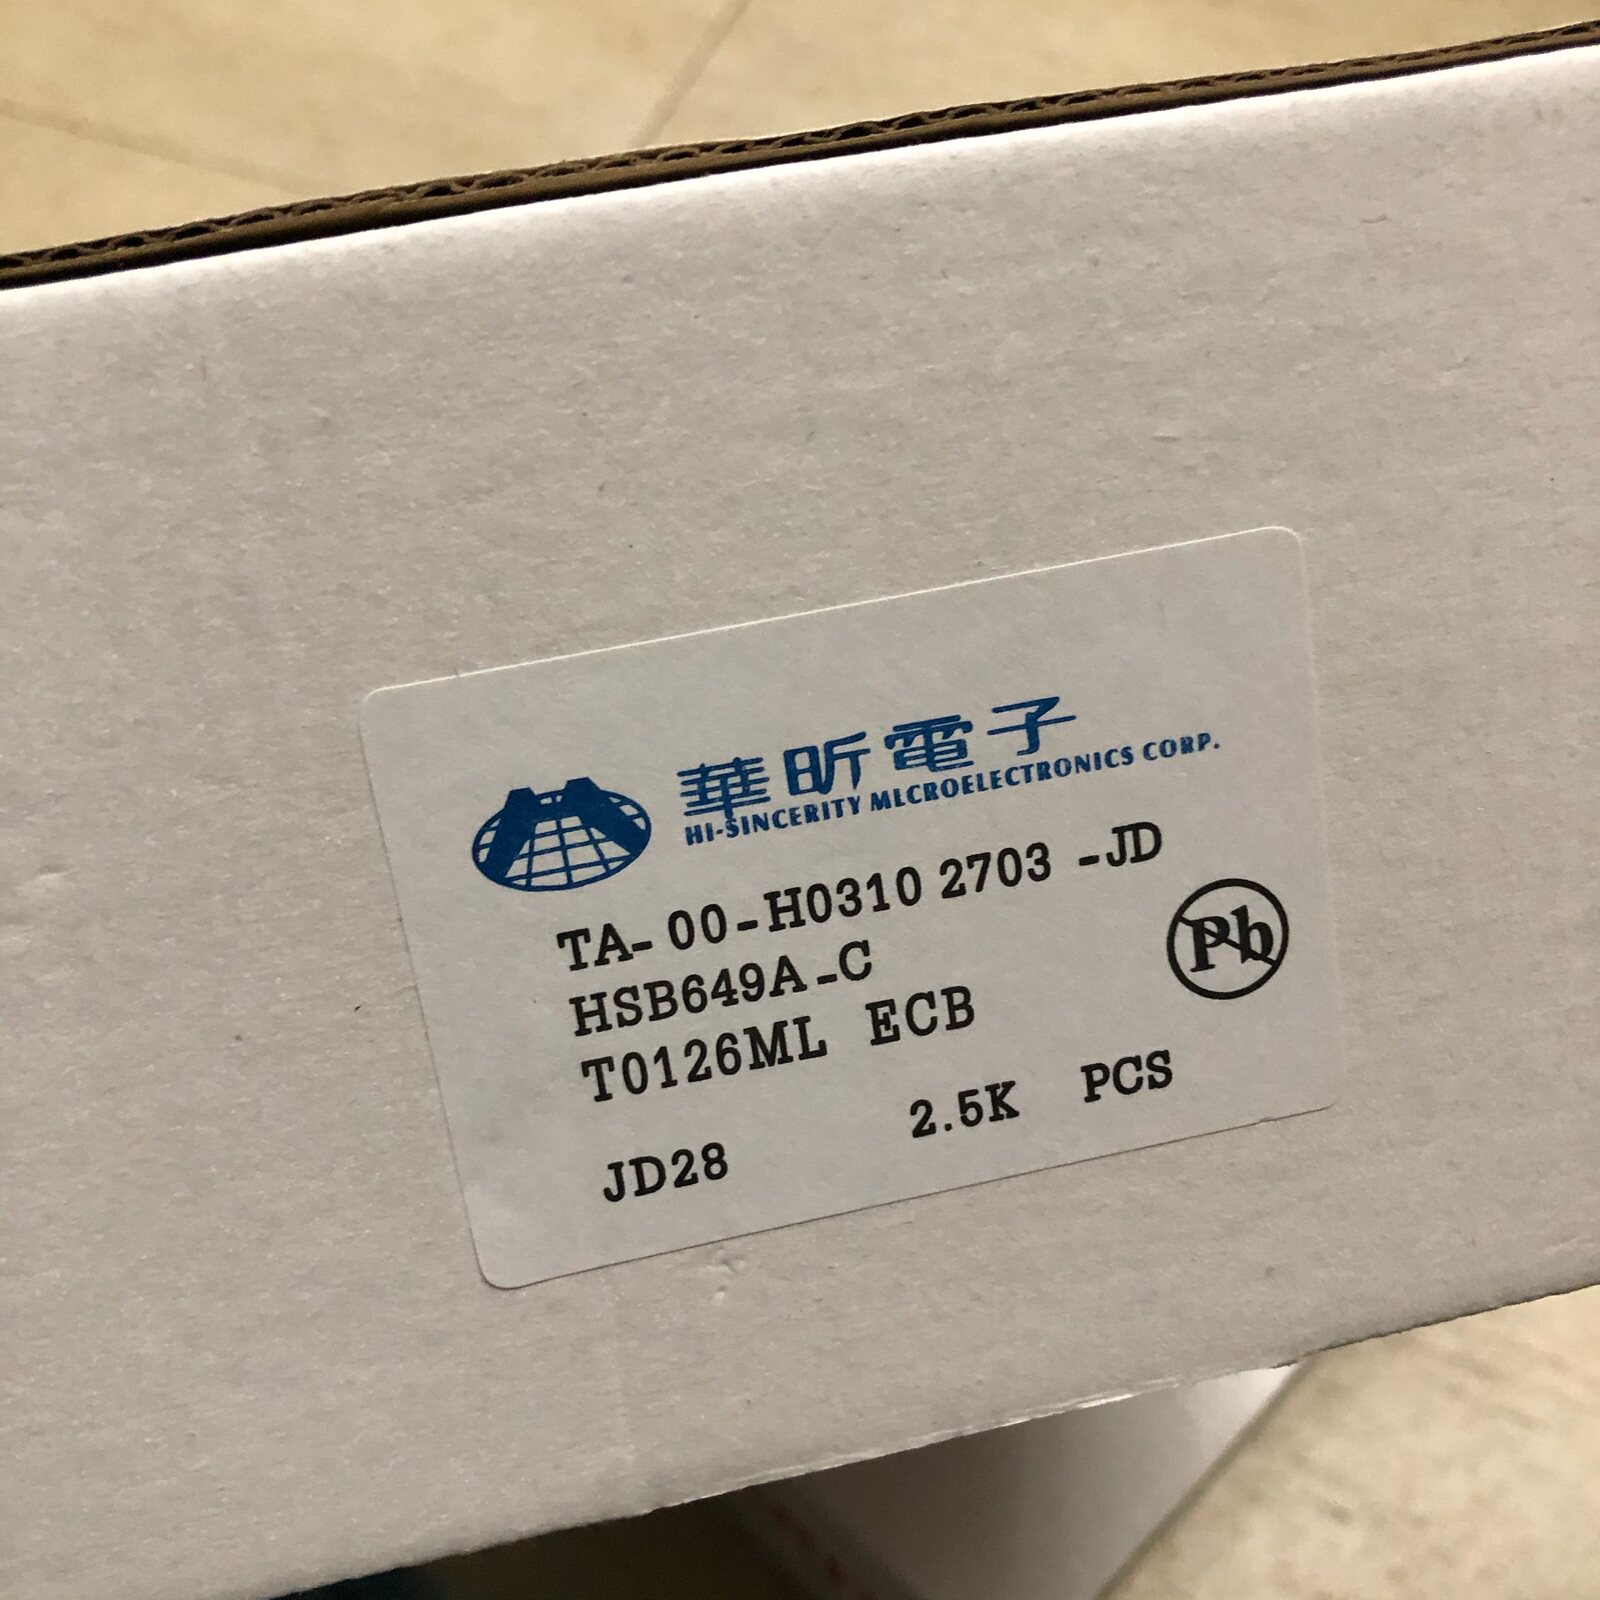 華昕電子
HI-SINCERITY MLCROELECTRONICS CORP.
TA-00-H0310 2703 -JD
HSB649A-C
T0126ML ECB
Pb
2.5K PCS
JD28